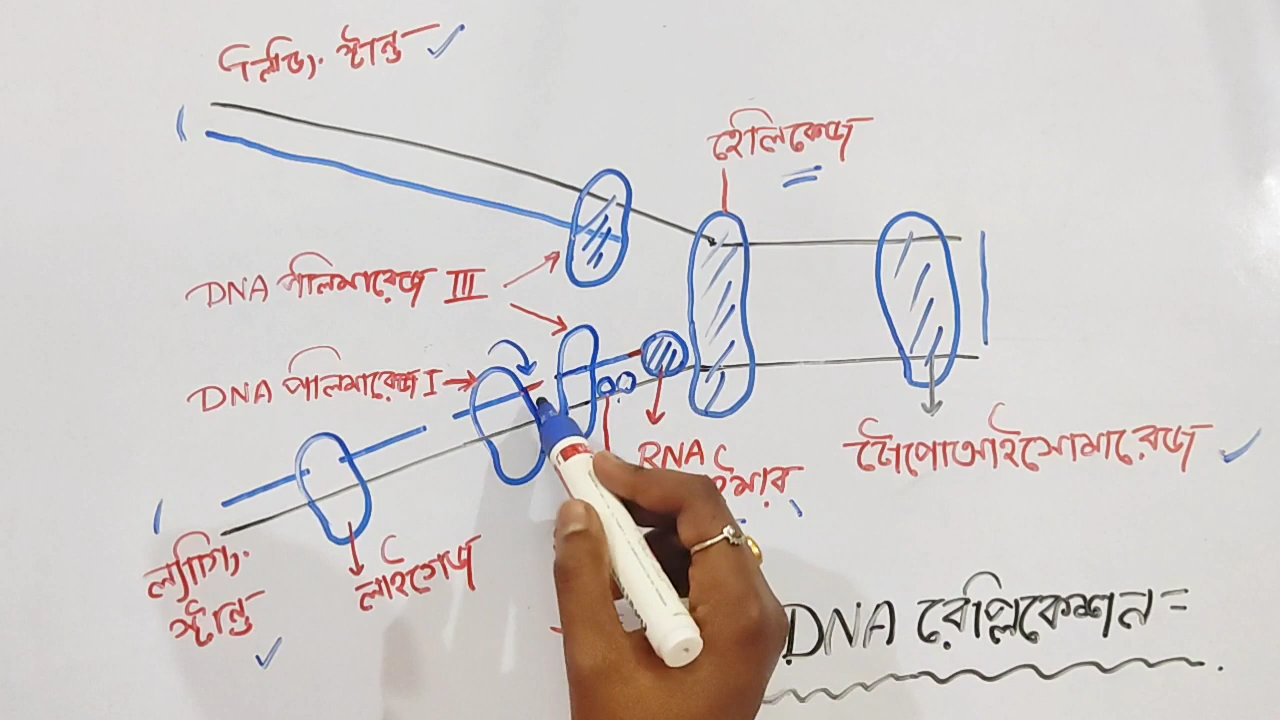 লিডিং স্ট্রান্ড
হেলিকেজ
DNA পলিমারেজ III
DNA পলিমারেজ I
টোপোআইসোমারেজ
RNA
লাইগেজ
ল্যাগিং
স্ট্রান্ড
DNA রেপ্লিকেশন =